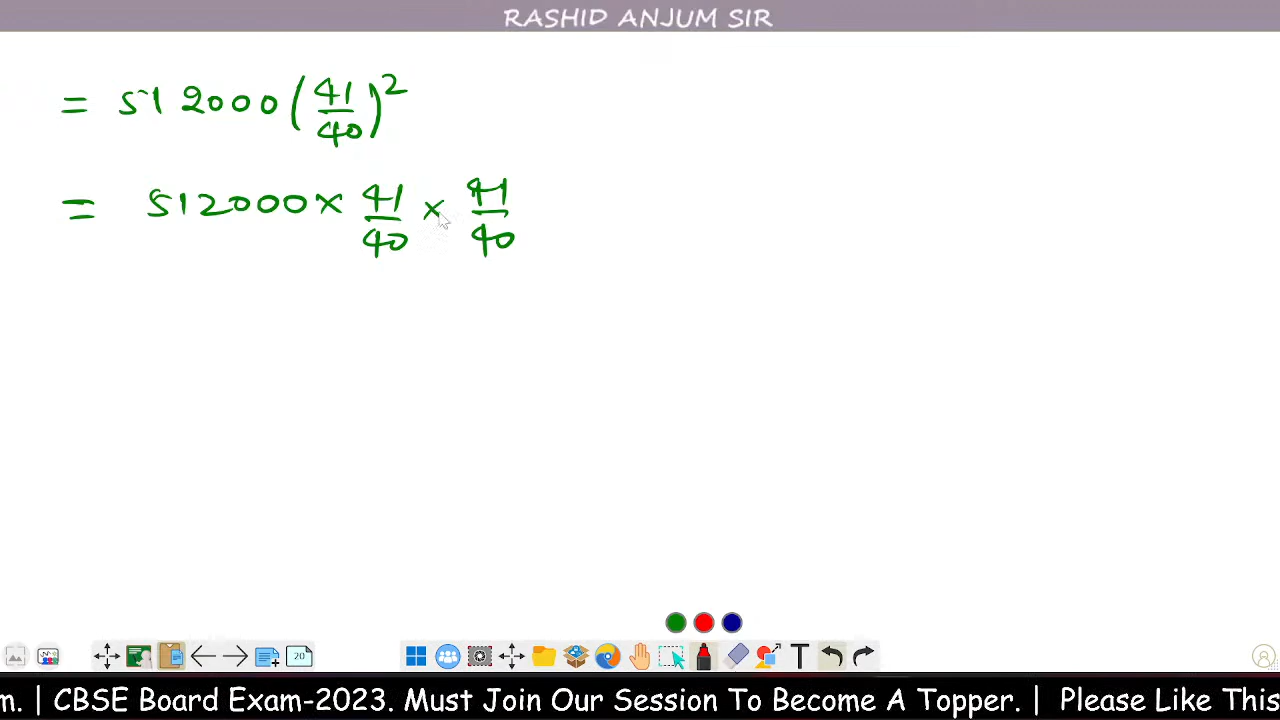 RASHID ANJUM SIR
= 512000 (41/40)²
= 512000 × 41/40 × 41/40
20
T
m. | CBSE Board Exam-2023. Must Join Our Session To Become A Topper. | Please Like This